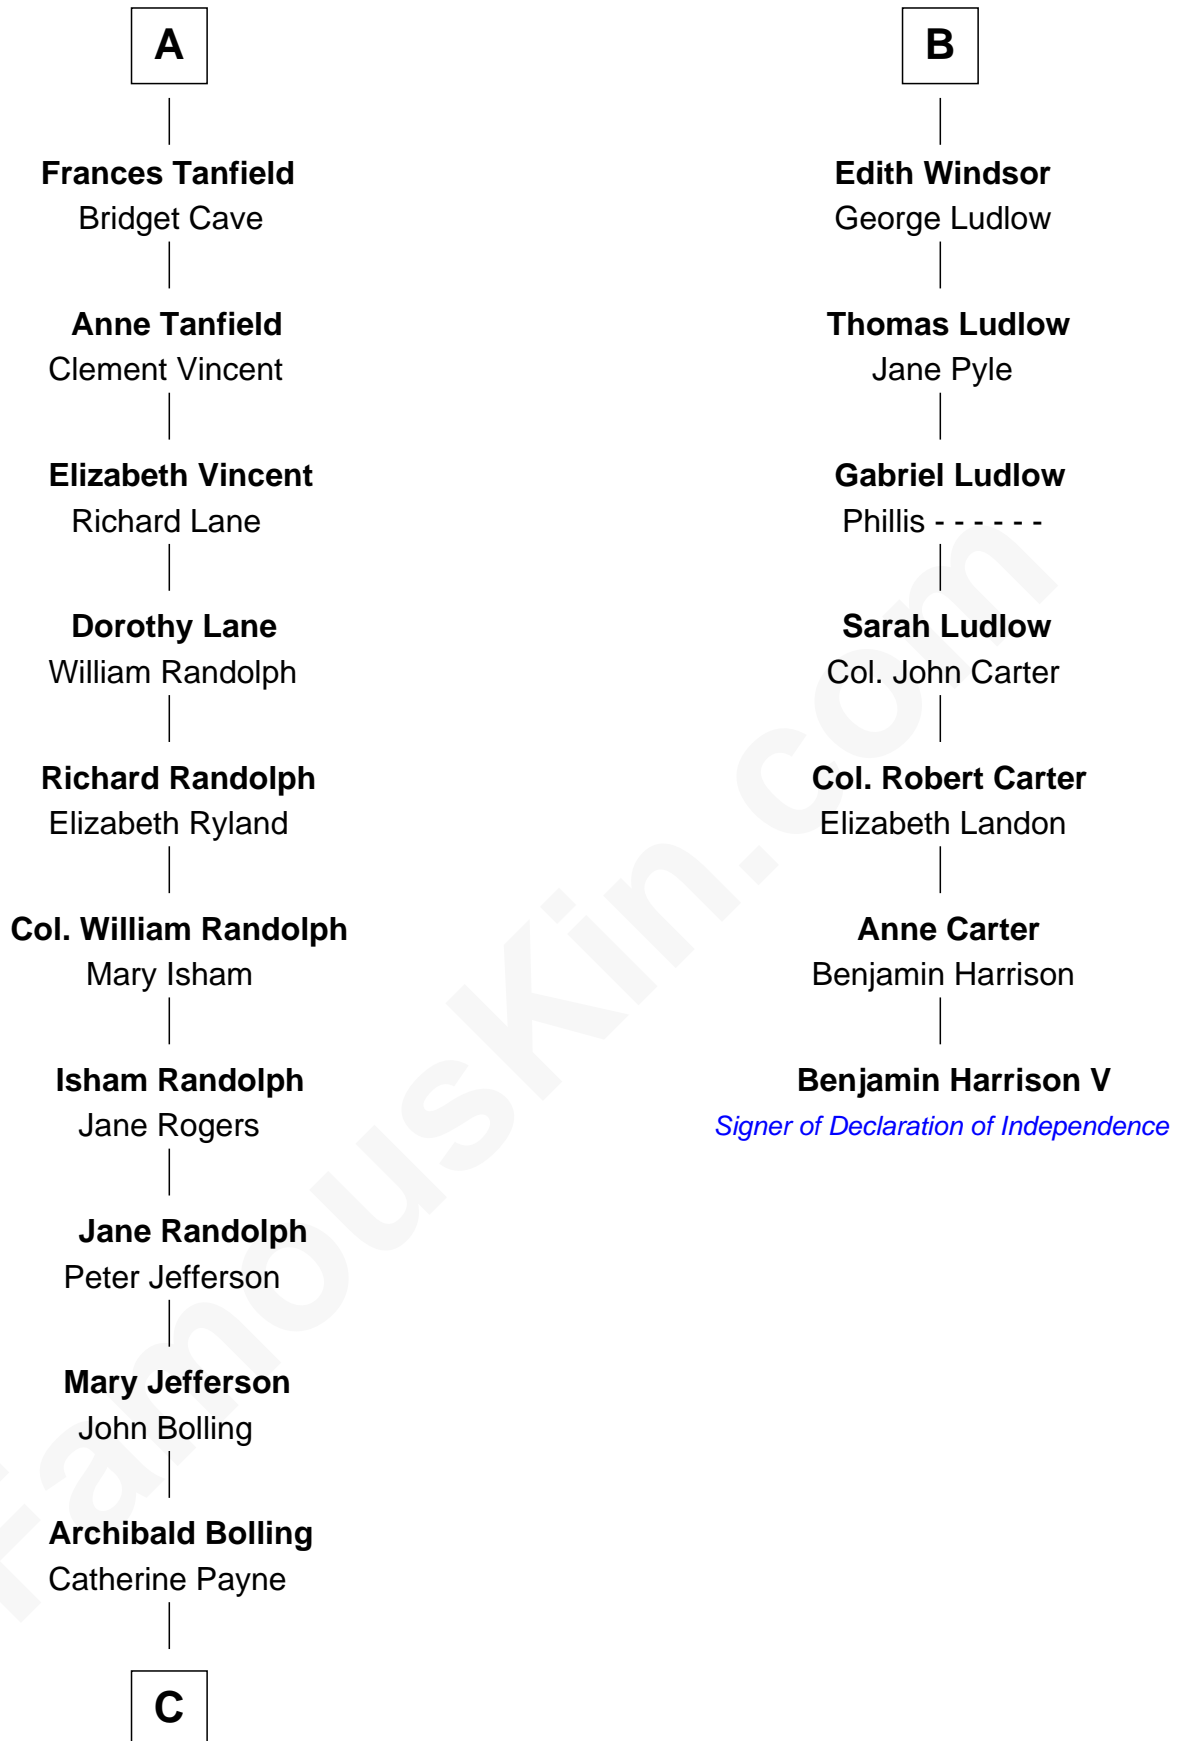 A
Frances Tanfield
Bridget Cave
Anne Tanfield
Clement Vincent
Elizabeth Vincent
Richard Lane
Dorothy Lane
William Randolph
Richard Randolph
Elizabeth Ryland
Col. William Randolph
Mary Isham
Isham Randolph
Jane Rogers
Jane Randolph
Peter Jefferson
Mary Jefferson
John Bolling
Archibald Bolling
Catherine Payne
C
B
Edith Windsor
George Ludlow
Thomas Ludlow
Jane Pyle
Gabriel Ludlow
Phillis - - - - - -
Sarah Ludlow
Col. John Carter
Col. Robert Carter
Elizabeth Landon
Anne Carter
Benjamin Harrison
Benjamin Harrison V
Signer of Declaration of Independence
FamousKin.com